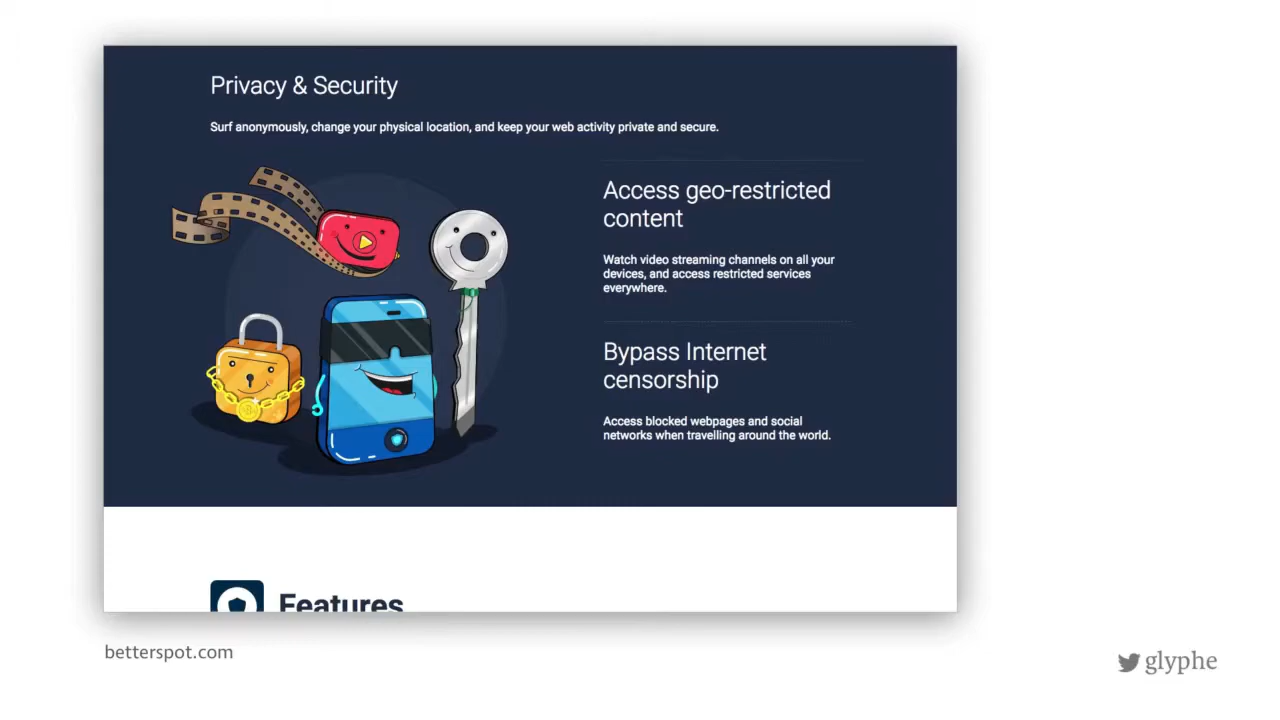 Privacy & Security
Surf anonymously, change your physical location, and keep your web activity private and secure.
Access geo-restricted
content
Watch video streaming channels on all your
devices, and access restricted services
everywhere.
Bypass Internet
censorship
Access blocked webpages and social
networks when travelling around the world.
Features
betterspot.com
glyphe